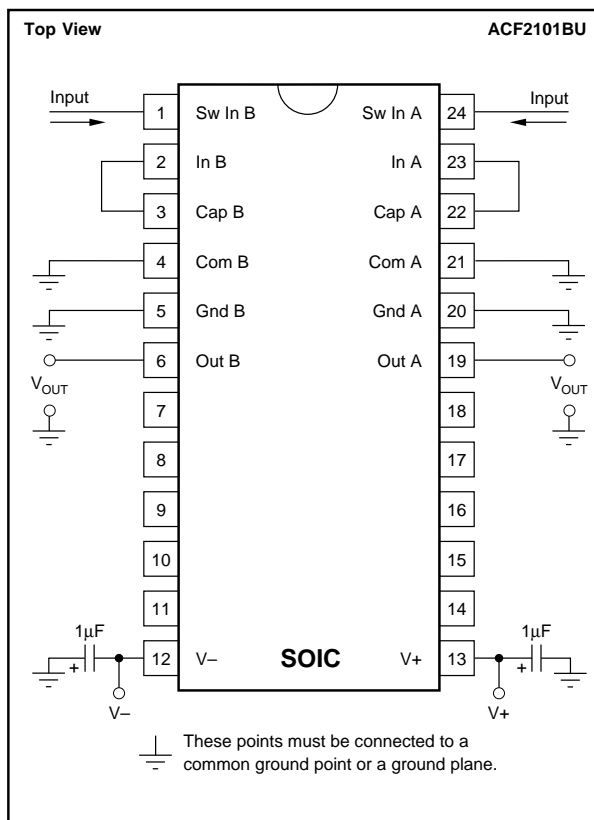 Top View ACF2101BU
Input Input
1 Sw In B Sw In A 24
2 In B In A 23
3 Cap B Cap A 22
4 Com B Com A 21
5 Gnd B Gnd A 20
6 Out B Out A 19
VOUT VOUT
7 18
8 17
9 16
10 15
11 14
1µF 1µF
+ 12 V– SOIC V+ 13 +
V– V+
These points must be connected to a
common ground point or a ground plane.